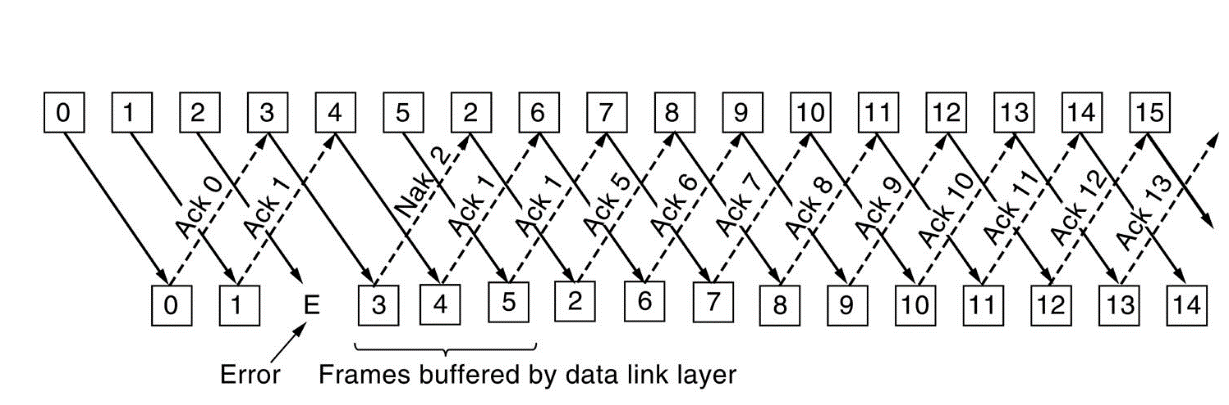 0 1 2 3 4 5 2 6 7 8 9 10 11 12 13 14 15
Ack 0 Ack 1 Nak 2 Ack 1 Ack 1 Ack 5 Ack 6 Ack 7 Ack 8 Ack 9 Ack 10 Ack 11 Ack 12 Ack 13
0 1 E 3 4 5 2 6 7 8 9 10 11 12 13 14
Error Frames buffered by data link layer